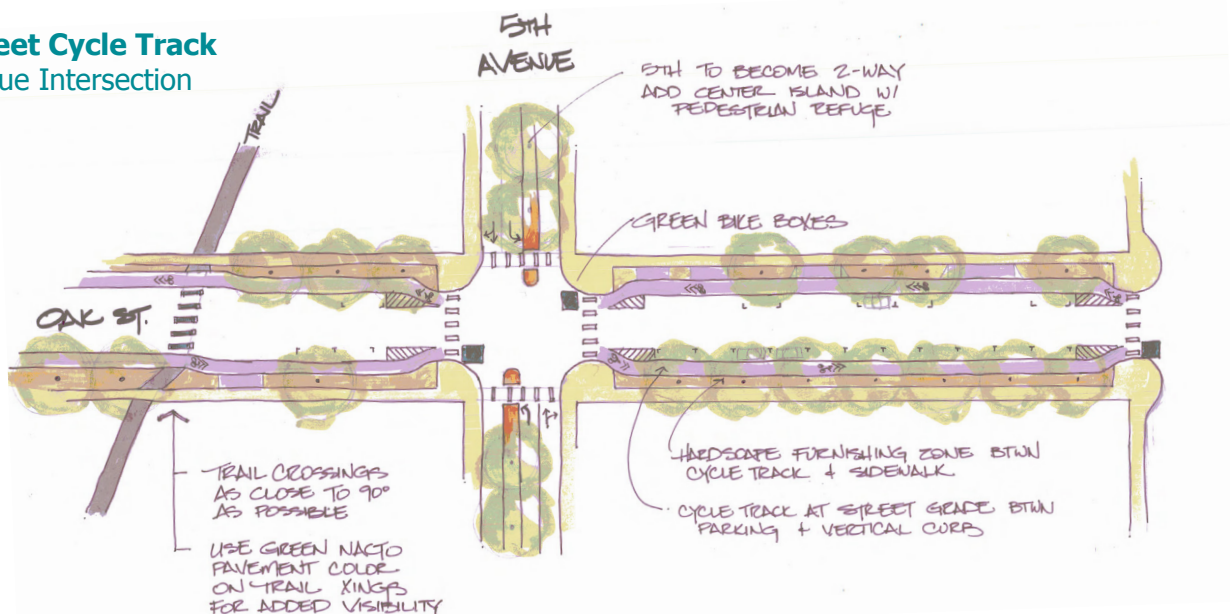 eet Cycle Track
ue Intersection
5TH
AVENUE
5TH TO BECOME 2-WAY
ADD CENTER ISLAND W/
PEDESTRIAN REFUGE
TRAIL
GREEN BIKE BOXES
OAK ST.
TRAIL CROSSINGS
AS CLOSE TO 90°
AS POSSIBLE
USE GREEN NACTO
PAVEMENT COLOR
ON TRAIL XINGS
FOR ADDED VISIBILITY
HARDSCAPE FURNISHING ZONE BTWN
CYCLE TRACK & SIDEWALK
CYCLE TRACK AT STREET GRADE BTWN
PARKING & VERTICAL CURB